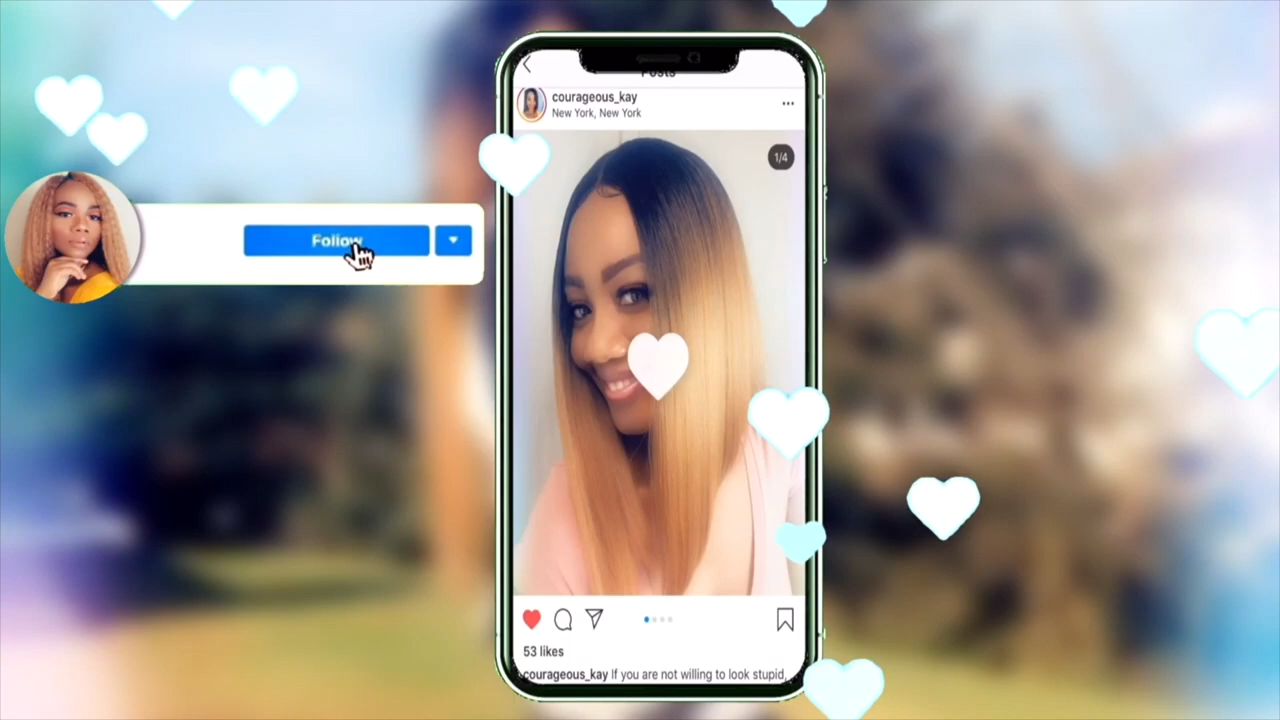 Posts
courageous_kay
New York, New York
1/4
Follow
53 likes
courageous_kay If you are not willing to look stupid,